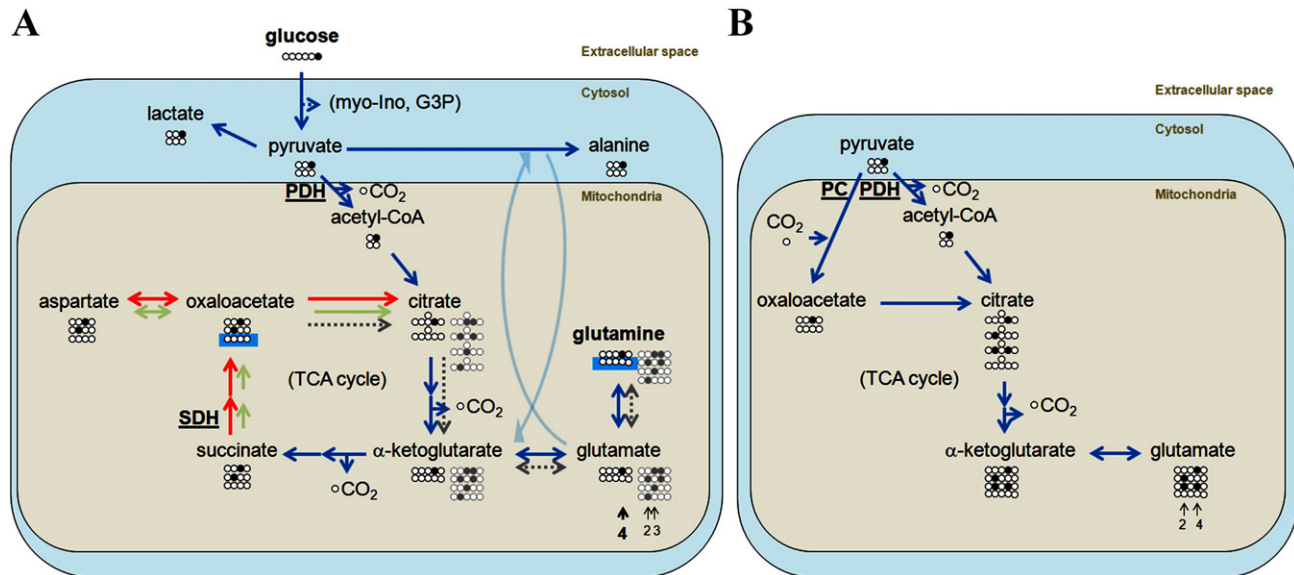 A
glucose
Extracellular space
Cytosol
(myo-Ino, G3P)
lactate
pyruvate
alanine
PDH
CO2
Mitochondria
acetyl-CoA
aspartate
oxaloacetate
citrate
glutamine
(TCA cycle)
CO2
SDH
succinate
α-ketoglutarate
glutamate
CO2
4
2 3
B
Extracellular space
Cytosol
pyruvate
PC
PDH
CO2
Mitochondria
CO2
acetyl-CoA
oxaloacetate
citrate
(TCA cycle)
CO2
α-ketoglutarate
glutamate
2
4